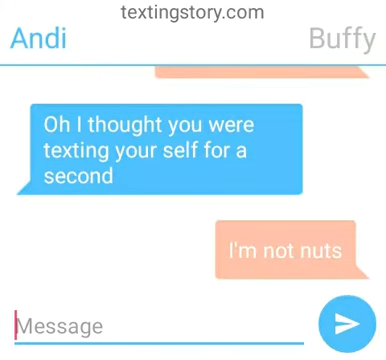 textingstory.com
Andi
Buffy
Oh I thought you were
texting your self for a
second
I'm not nuts
Message